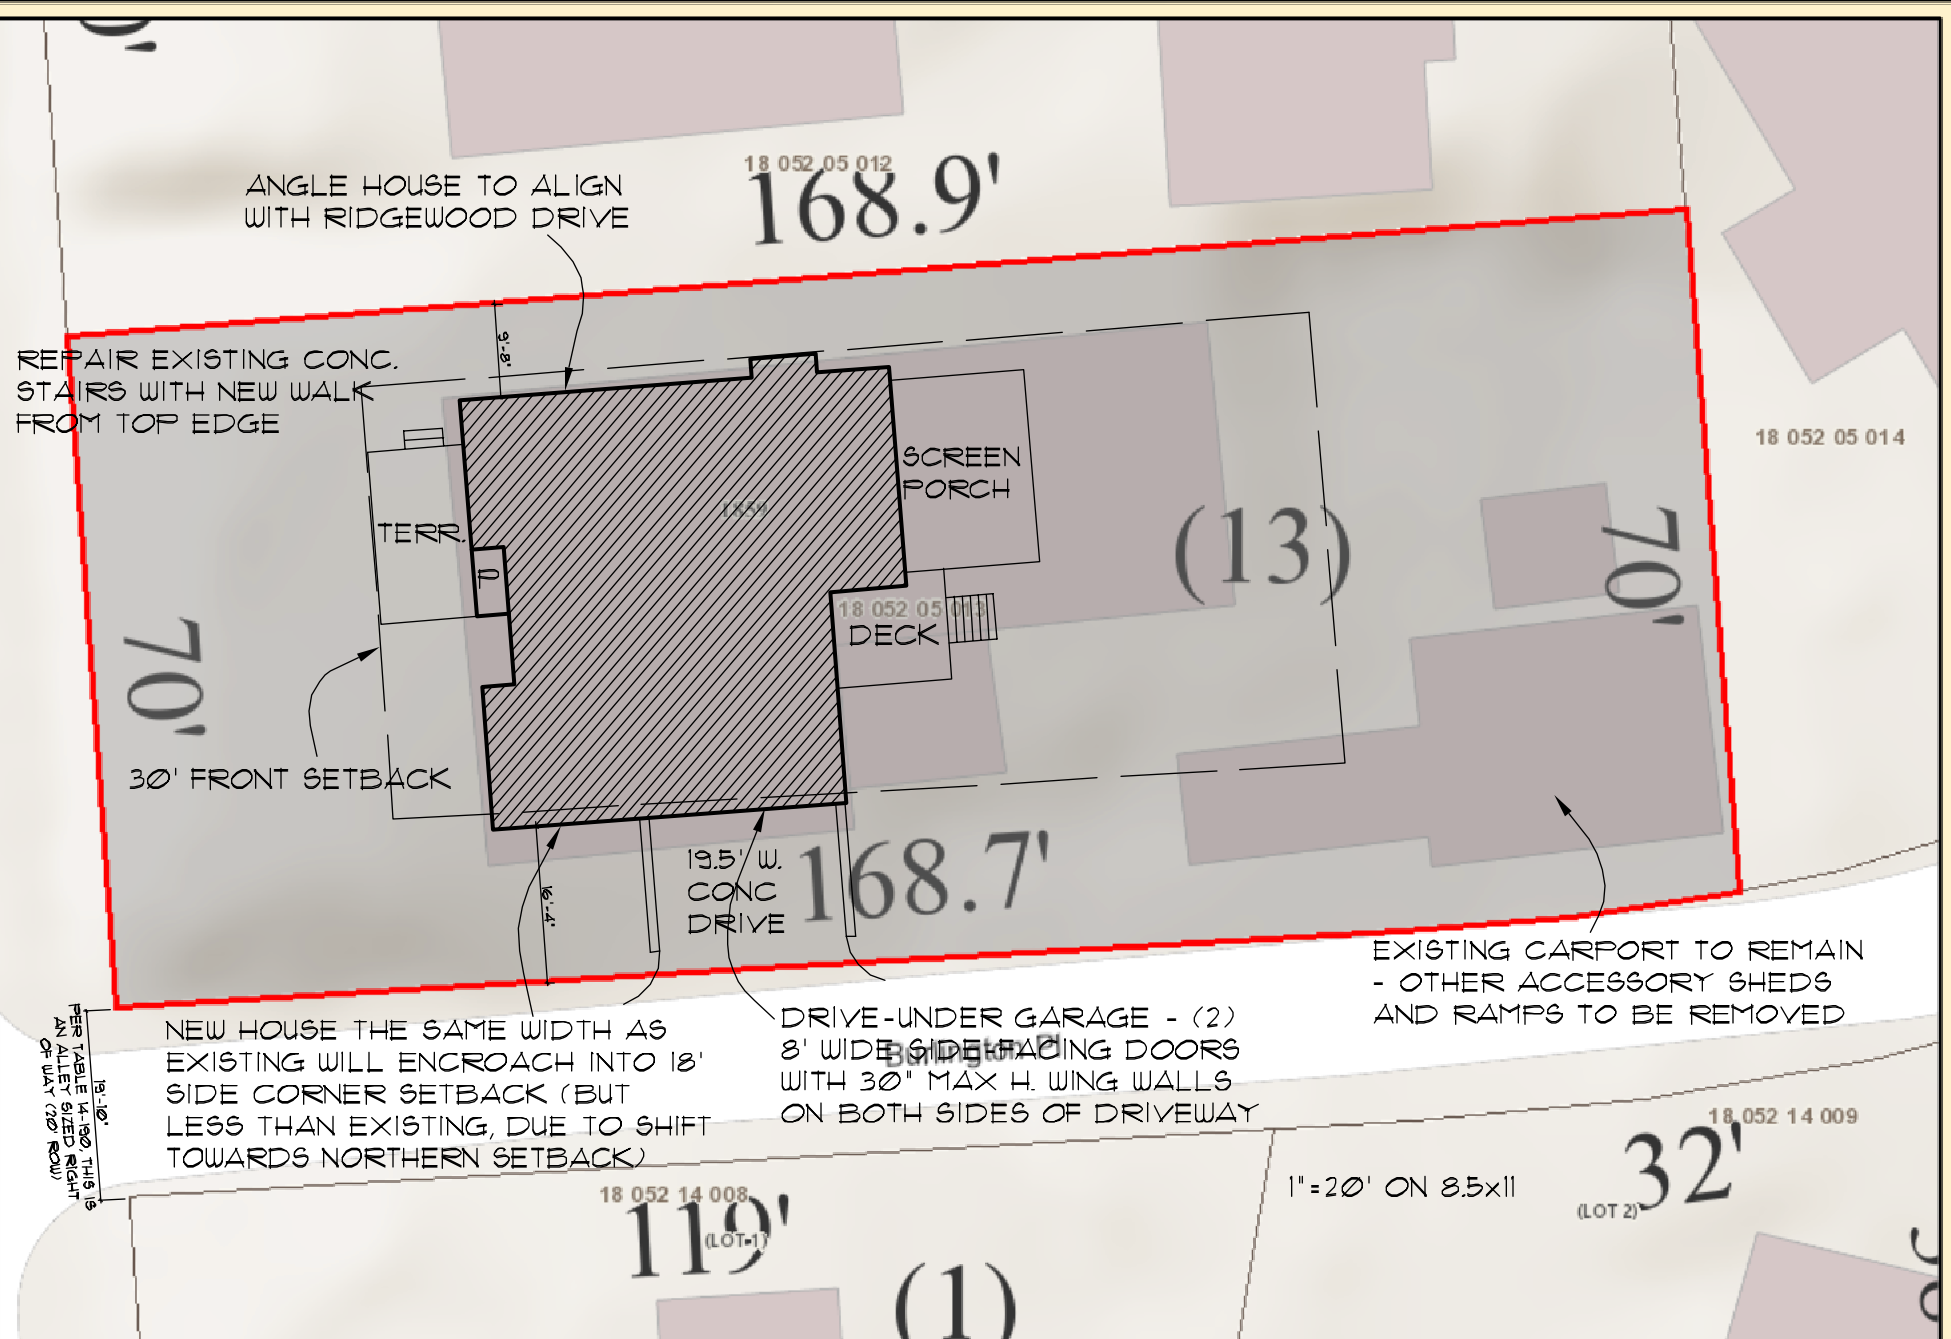 0'
18 052 05 012
168.9'
ANGLE HOUSE TO ALIGN
WITH RIDGEWOOD DRIVE
9'-8"
REPAIR EXISTING CONC.
STAIRS WITH NEW WALK
FROM TOP EDGE
18 052 05 014
SCREEN
PORCH
1859
TERR.
(13)
70'
18 052 05 013
DECK
70'
30' FRONT SETBACK
19.5' W.
CONC
DRIVE
168.7'
16'-4"
EXISTING CARPORT TO REMAIN
- OTHER ACCESSORY SHEDS
AND RAMPS TO BE REMOVED
NEW HOUSE THE SAME WIDTH AS
EXISTING WILL ENCROACH INTO 18'
SIDE CORNER SETBACK (BUT
LESS THAN EXISTING, DUE TO SHIFT
TOWARDS NORTHERN SETBACK)
DRIVE-UNDER GARAGE - (2)
8' WIDE SIDE-FACING DOORS
WITH 30" MAX H. WING WALLS
ON BOTH SIDES OF DRIVEWAY
Burlington Pl
19'-10"
PER TABLE 14-190, THIS IS
AN ALLEY SIZED RIGHT
OF WAY (20' ROW)
18 052 14 009
32'
(LOT 2)
1"=20' ON 8.5x11
18 052 14 008
119'
(LOT 1)
(1)